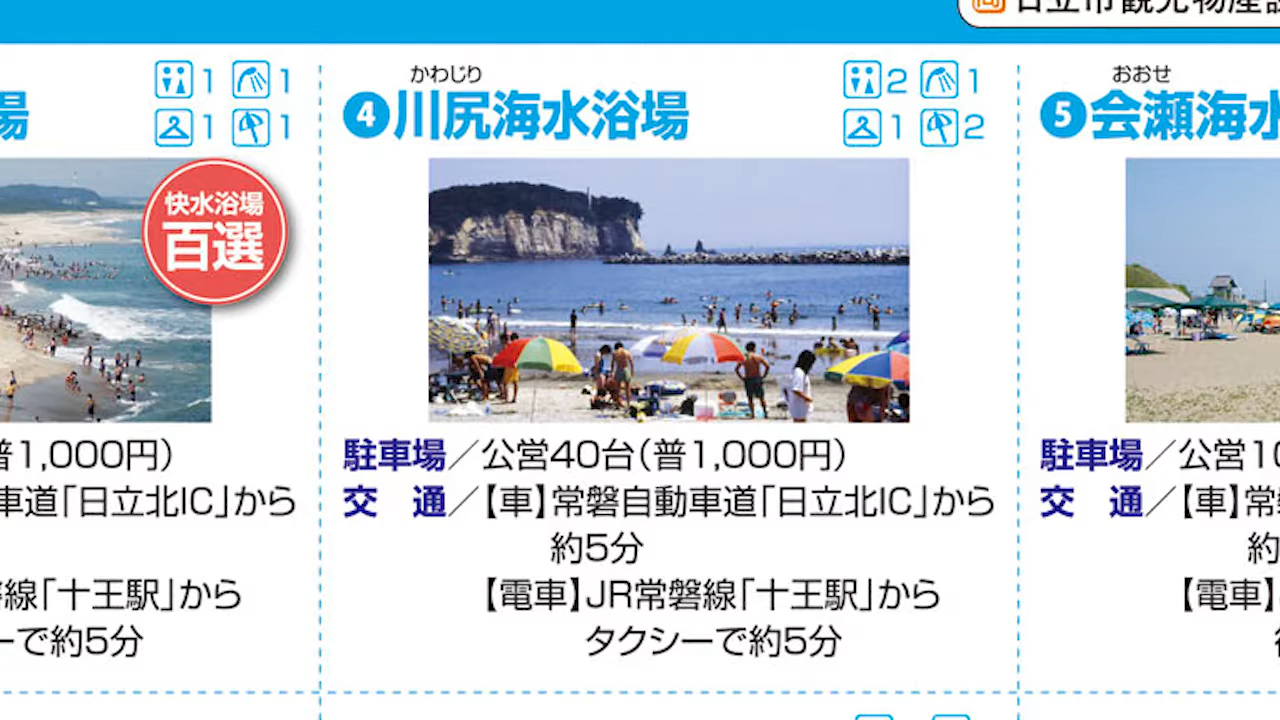 日立市観光物産
場
1
1
1
1
快水浴場
百選
普1,000円)
車道「日立北IC」から
線「十王駅」から
ーで約5分
かわじり
❹川尻海水浴場
2
1
1
2
駐車場／公営40台(普1,000円)
交 通／【車】常磐自動車道「日立北IC」から
約5分
【電車】JR常磐線「十王駅」から
タクシーで約5分
おおせ
❺会瀬海水
駐車場／公営10
交 通／【車】常
約
【電車】